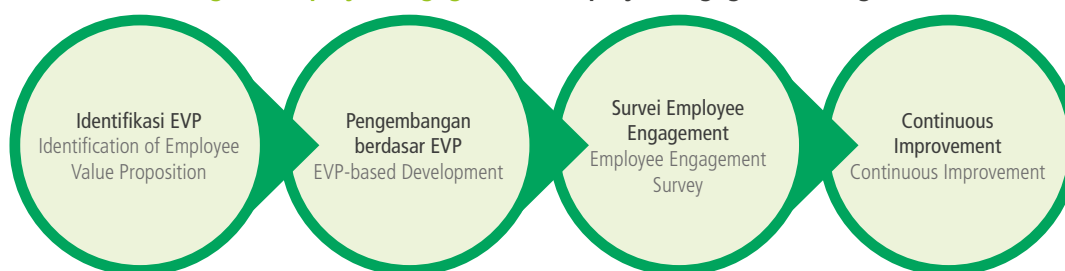 Identifikasi EVP
Identification of Employee
Value Proposition
Pengembangan
berdasar EVP
EVP-based Development
Survei Employee
Engagement
Employee Engagement
Survey
Continuous
Improvement
Continuous Improvement